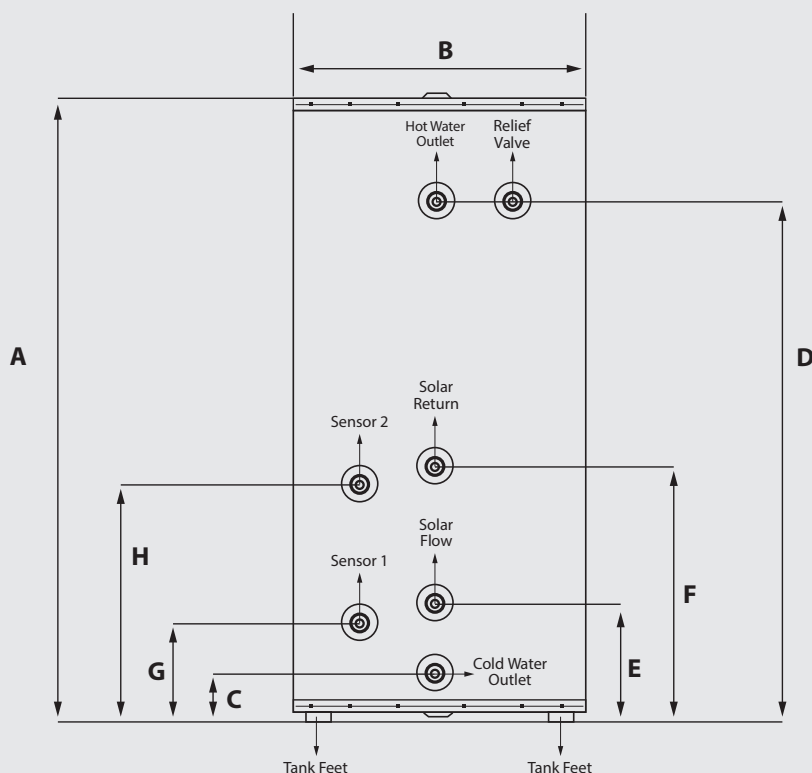 B
Hot Water
Outlet
Relief
Valve
A
D
Solar
Return
Sensor 2
H
Solar
Flow
Sensor 1
F
G
C
E
Cold Water
Outlet
Tank Feet
Tank Feet